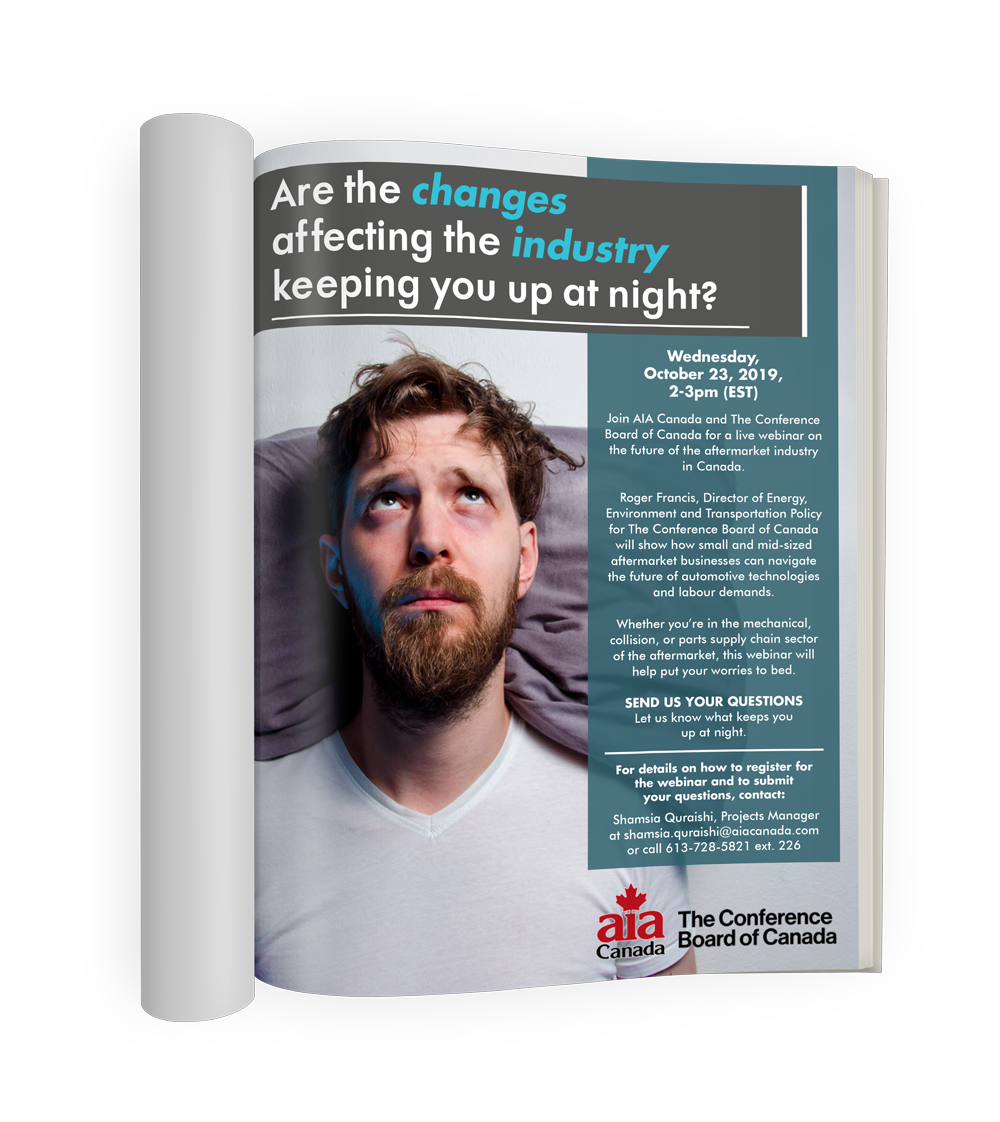 Are the changes
affecting the industry
keeping you up at night?
Wednesday,
October 23, 2019,
2-3pm (EST)
Join AIA Canada and The Conference
Board of Canada for a live webinar on
the future of the aftermarket industry
in Canada.
Roger Francis, Director of Energy,
Environment and Transportation Policy
for The Conference Board of Canada
will show how small and mid-sized
aftermarket businesses can navigate
the future of automotive technologies
and labour demands.
Whether you're in the mechanical,
collision, or parts supply chain sector
of the aftermarket, this webinar will
help put your worries to bed.
SEND US YOUR QUESTIONS
Let us know what keeps you
up at night.
For details on how to register for
the webinar and to submit
your questions, contact:
Shamsia Quraishi, Projects Manager
at shamsia.quraishi@aiacanada.com
or call 613-728-5821 ext. 226
aia
Canada
The Conference
Board of Canada